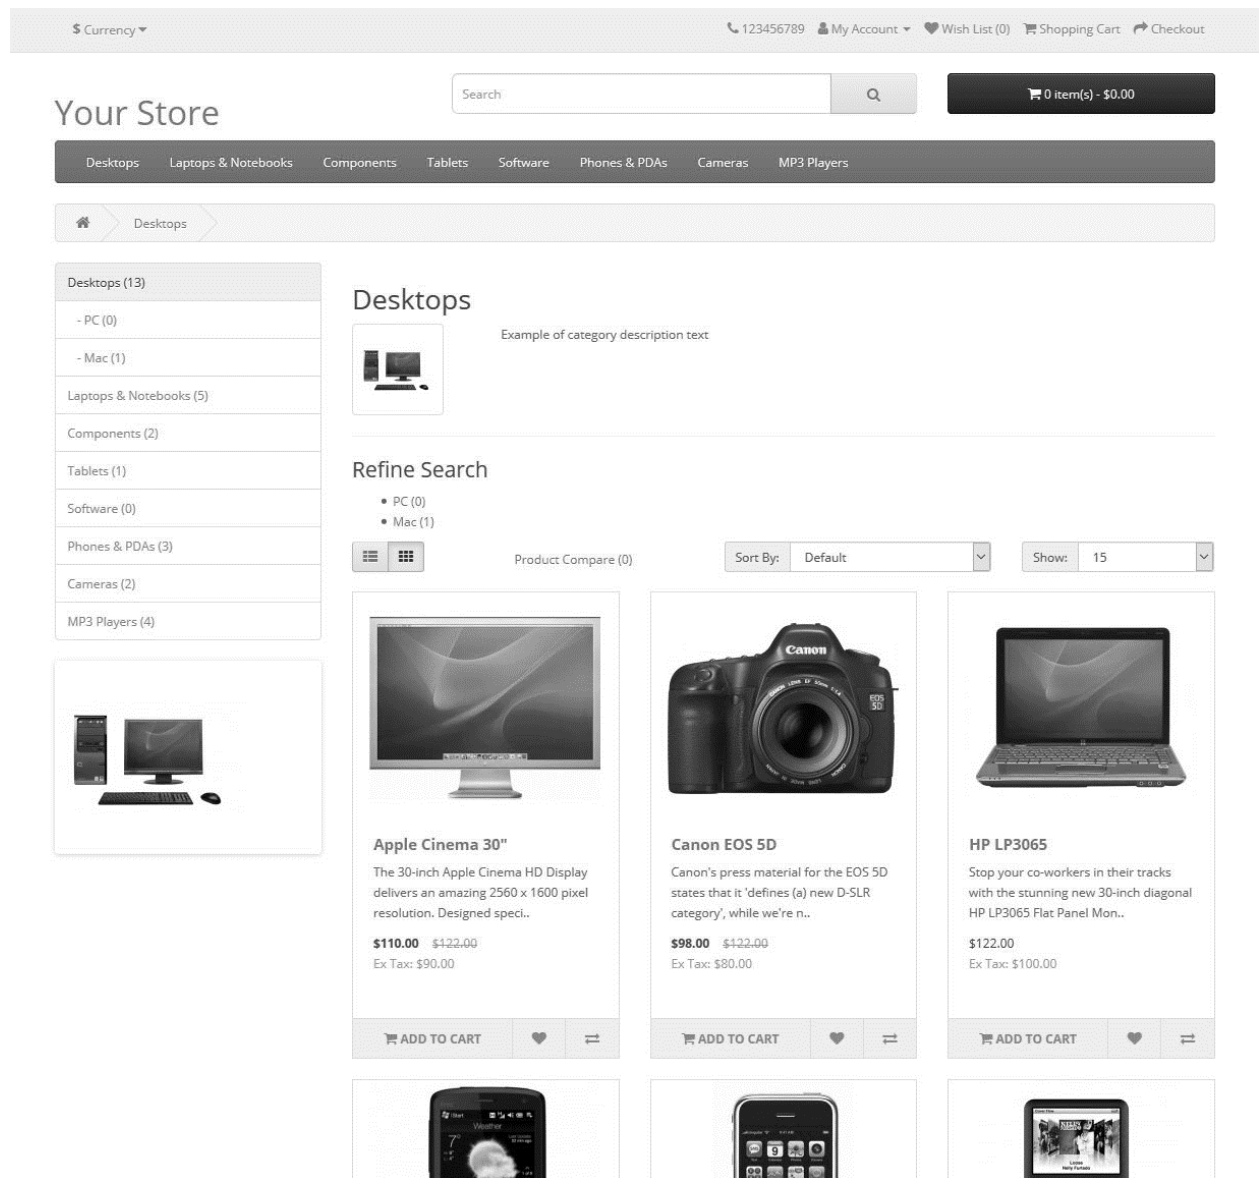 $ Currency
123456789 My Account Wish List (0) Shopping Cart Checkout
Your Store
Search
0 item(s) - $0.00
Desktops Laptops & Notebooks Components Tablets Software Phones & PDAs Cameras MP3 Players
Desktops
Desktops (13)
- PC (0)
- Mac (1)
Laptops & Notebooks (5)
Components (2)
Tablets (1)
Software (0)
Phones & PDAs (3)
Cameras (2)
MP3 Players (4)
Desktops
Example of category description text
Refine Search
PC (0)
Mac (1)
Product Compare (0)
Sort By: Default
Show: 15
Apple Cinema 30"
The 30-inch Apple Cinema HD Display
delivers an amazing 2560 x 1600 pixel
resolution. Designed speci..
$110.00 $122.00
Ex Tax: $90.00
ADD TO CART
Canon
EOS
5D
Canon EOS 5D
Canon's press material for the EOS 5D
states that it 'defines (a) new D-SLR
category', while we're n..
$98.00 $122.00
Ex Tax: $80.00
ADD TO CART
HP LP3065
Stop your co-workers in their tracks
with the stunning new 30-inch diagonal
HP LP3065 Flat Panel Mon..
$122.00
Ex Tax: $100.00
ADD TO CART
Start
Weather
7°
9
Nelly Furtado